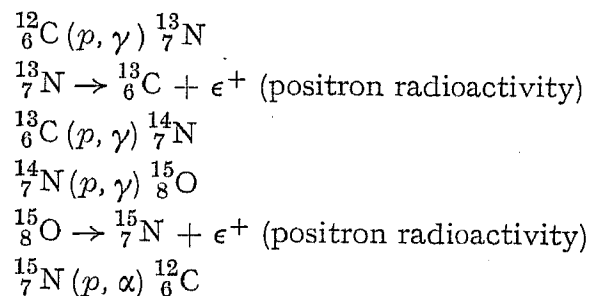 ¹²₆C (p, γ) ¹³₇N
¹³₇N → ¹³₆C + ϵ⁺ (positron radioactivity)
¹³₆C (p, γ) ¹⁴₇N
¹⁴₇N (p, γ) ¹⁵₈O
¹⁵₈O → ¹⁵₇N + ϵ⁺ (positron radioactivity)
¹⁵₇N (p, α) ¹²₆C